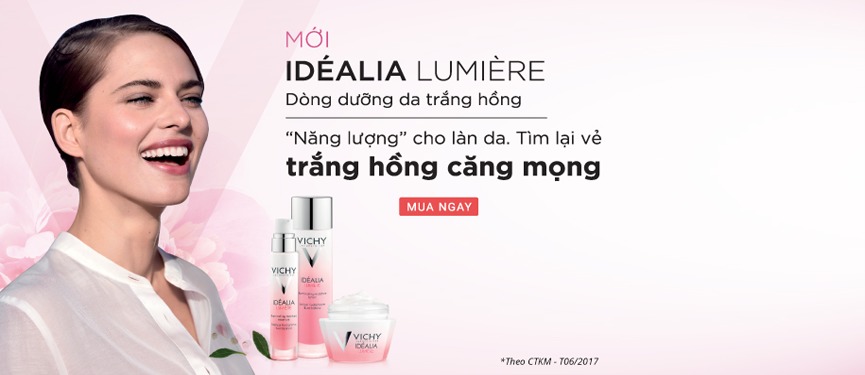 MỚI
IDÉALIA LUMIÈRE
Dòng dưỡng da trắng hồng
“Năng lượng” cho làn da. Tìm lại vẻ
trắng hồng căng mọng
MUA NGAY
VICHY
IDÉALIA
VICHY
IDÉALIA
VICHY
IDÉALIA
*Theo CTKM - T06/2017